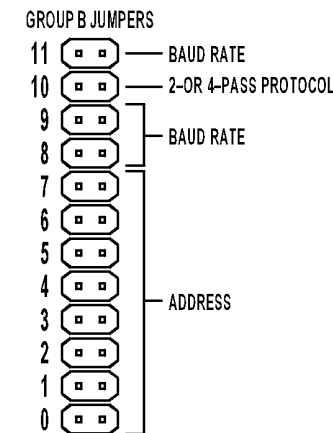 GROUP B JUMPERS
11 BAUD RATE
10 2-OR 4-PASS PROTOCOL
9
BAUD RATE
8
7
6
5
4
ADDRESS
3
2
1
0